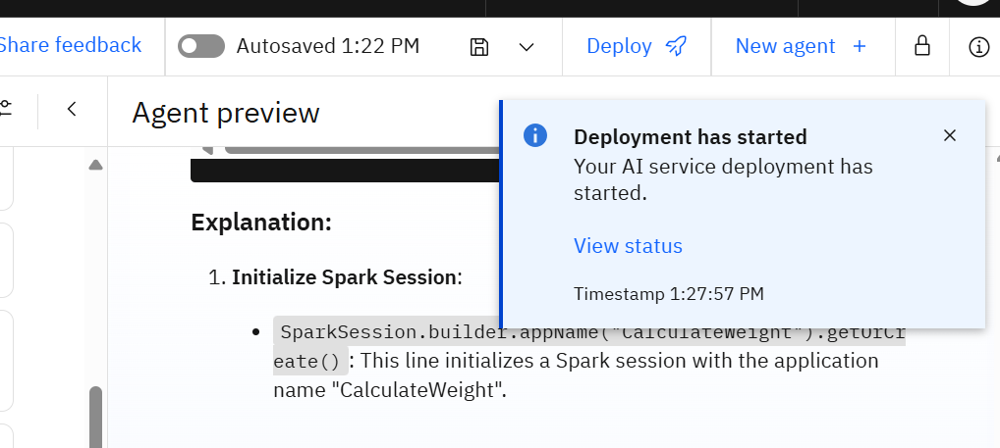 Share feedback
Autosaved 1:22 PM
Deploy
New agent +
Agent preview
Deployment has started
Your AI service deployment has
started.
View status
Timestamp 1:27:57 PM
Explanation:
1. Initialize Spark Session:
SparkSession.builder.appName("CalculateWeight").getOrCr
eate() : This line initializes a Spark session with the application
name "CalculateWeight".